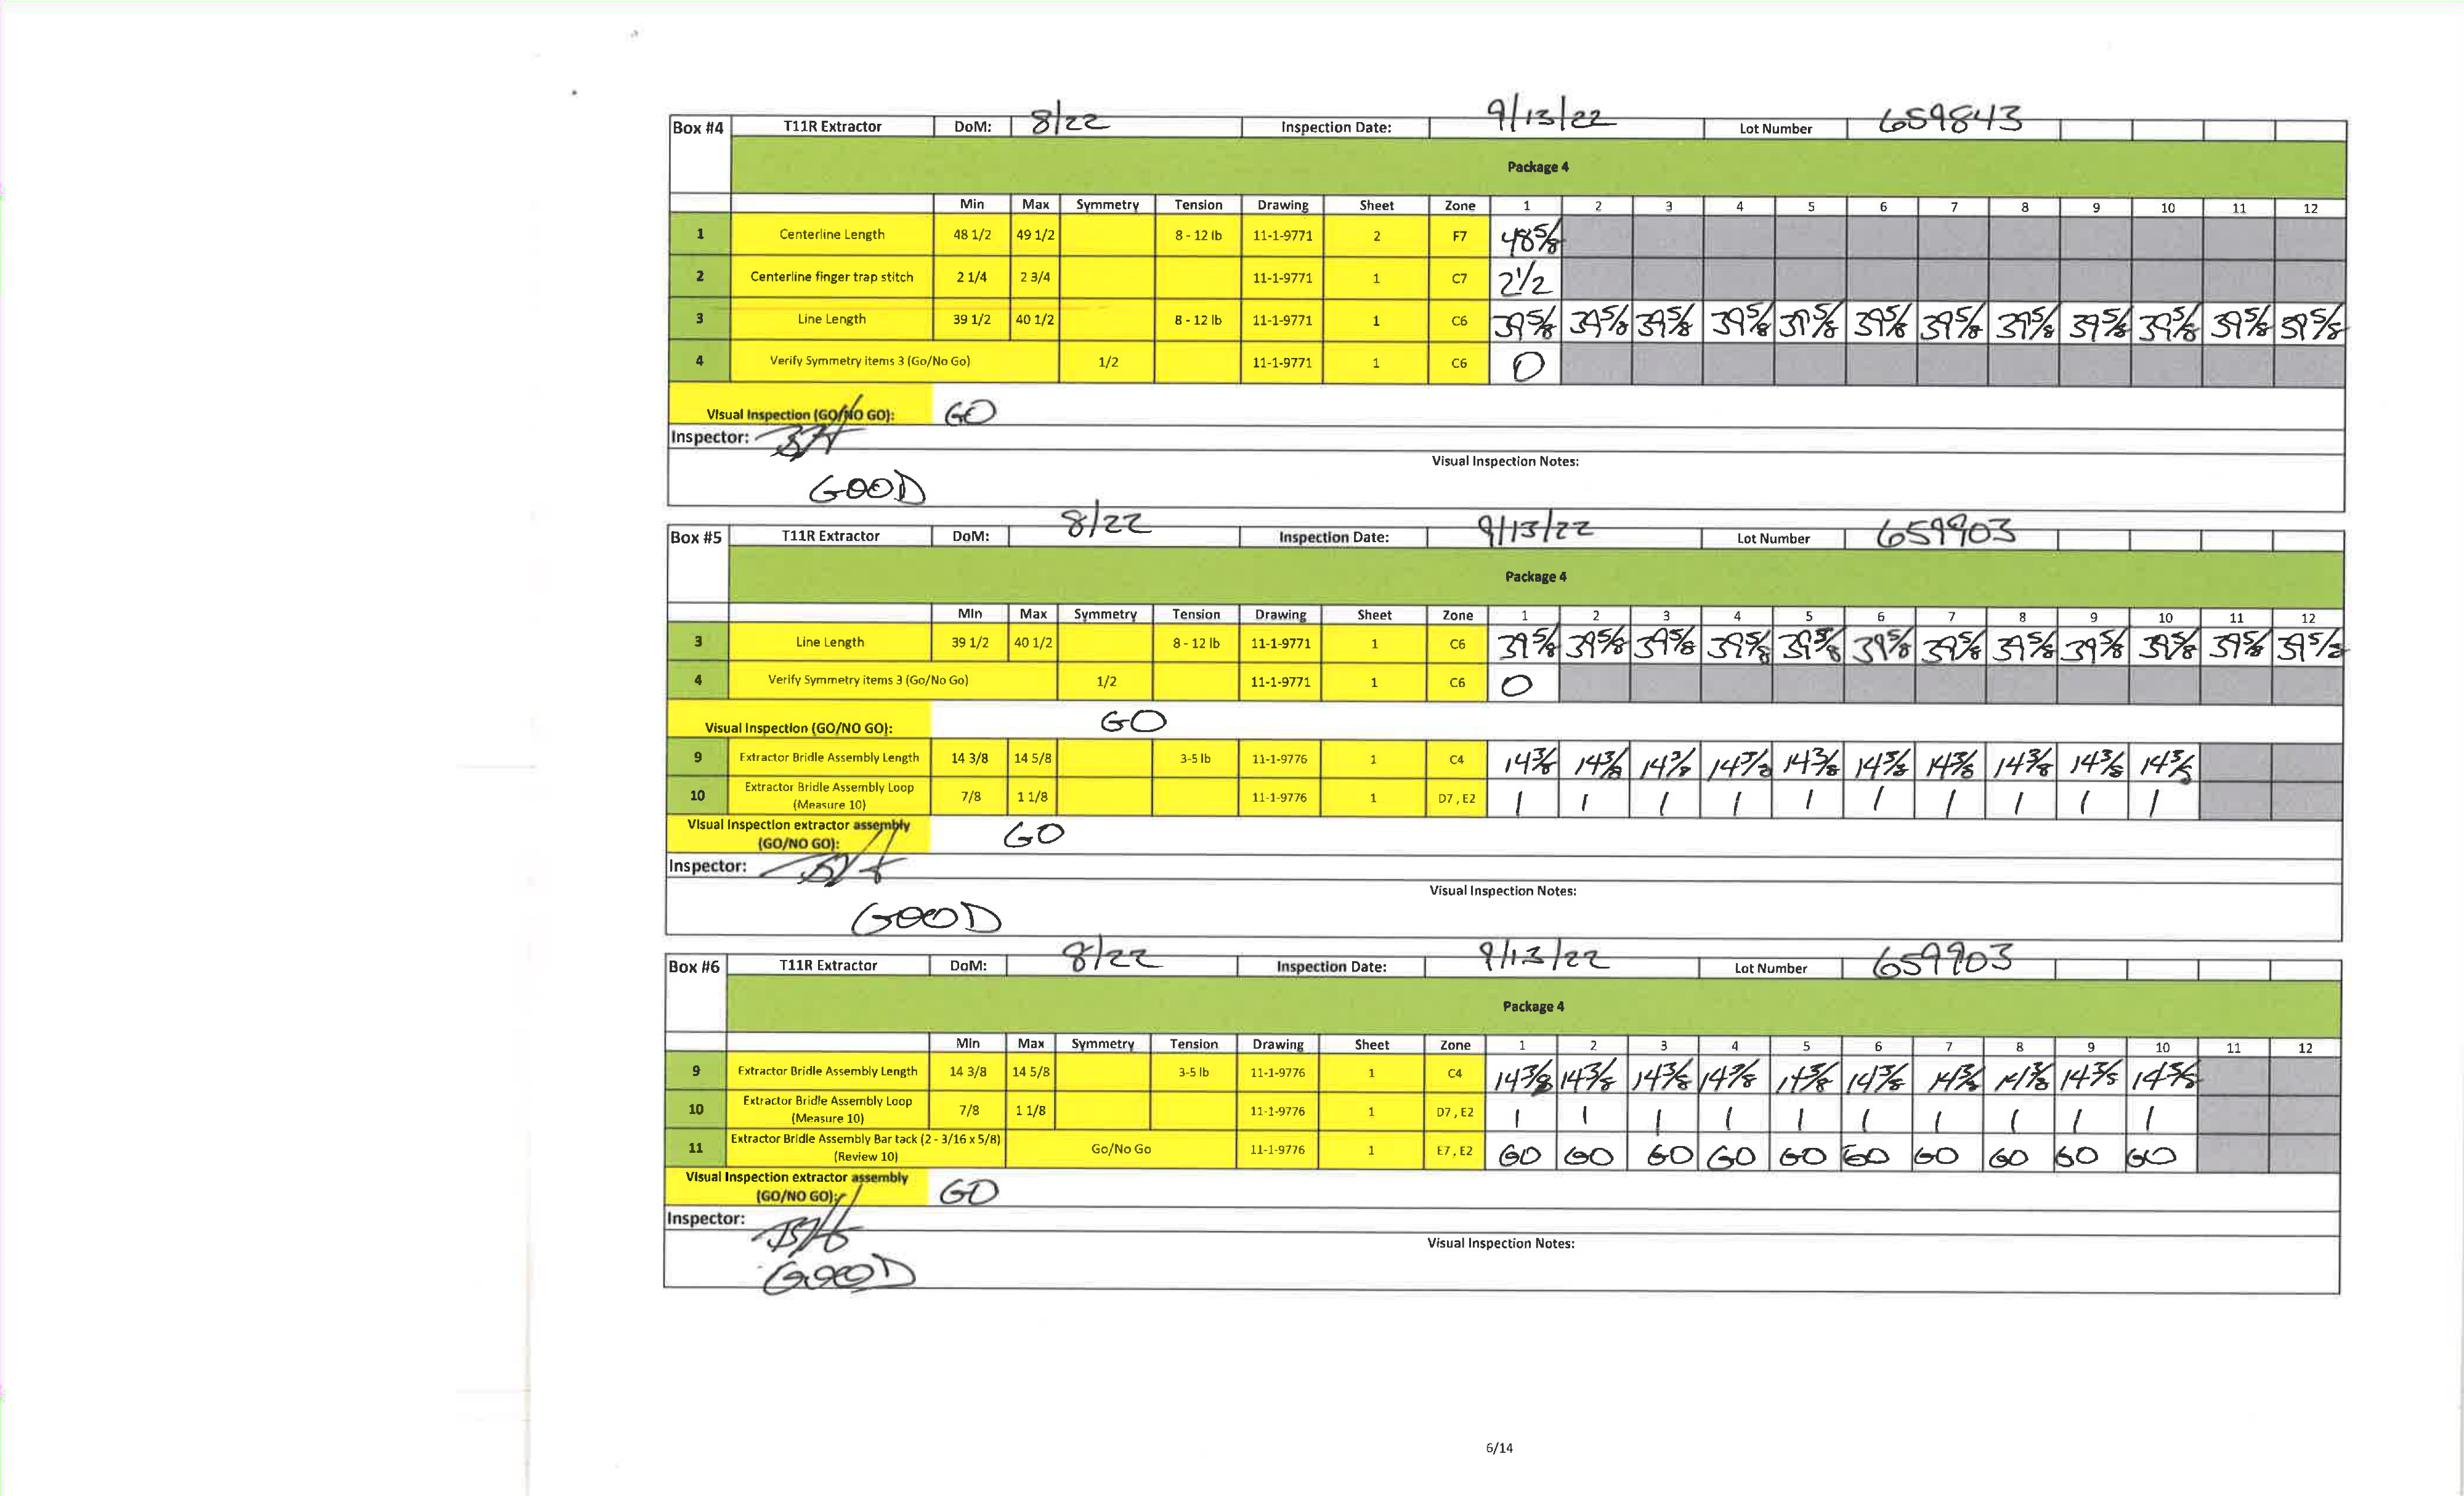 Box #4 T11R Extractor DoM: 8/22 Inspection Date: 9/13/22 Lot Number 659843
Package 4
Min Max Symmetry Tension Drawing Sheet Zone 1 2 3 4 5 6 7 8 9 10 11 12
1 Centerline Length 48 1/2 49 1/2 8 - 12 lb 11-1-9771 2 F7 48 5/8
2 Centerline finger trap stitch 2 1/4 2 3/4 11-1-9771 1 C7 2 1/2
3 Line Length 39 1/2 40 1/2 8 - 12 lb 11-1-9771 1 C6 39 5/8 39 5/8 39 5/8 39 5/8 39 5/8 39 5/8 39 5/8 39 5/8 39 5/8 39 5/8 39 5/8 39 5/8
4 Verify Symmetry items 3 (Go/No Go) 1/2 11-1-9771 1 C6 0
Visual Inspection (GO/NO GO): GO
Inspector:
Visual Inspection Notes:
GOOD
Box #5 T11R Extractor DoM: 8/22 Inspection Date: 9/13/22 Lot Number 659903
Package 4
Min Max Symmetry Tension Drawing Sheet Zone 1 2 3 4 5 6 7 8 9 10 11 12
3 Line Length 39 1/2 40 1/2 8 - 12 lb 11-1-9771 1 C6 39 5/8 39 5/8 39 5/8 39 5/8 39 5/8 39 5/8 39 5/8 39 5/8 39 5/8 39 5/8 39 5/8 39 5/8
4 Verify Symmetry items 3 (Go/No Go) 1/2 11-1-9771 1 C6 0
Visual Inspection (GO/NO GO): GO
9 Extractor Bridle Assembly Length 14 3/8 14 5/8 3-5 lb 11-1-9776 1 C4 14 3/8 14 3/8 14 3/8 14 3/8 14 3/8 14 3/8 14 3/8 14 3/8 14 3/8 14 3/8
10 Extractor Bridle Assembly Loop (Measure 10) 7/8 1 1/8 11-1-9776 1 D7 , E2 1 1 1 1 1 1 1 1 1 1
Visual Inspection extractor assembly (GO/NO GO): GO
Inspector:
Visual Inspection Notes:
GOOD
Box #6 T11R Extractor DoM: 8/22 Inspection Date: 9/13/22 Lot Number 659903
Package 4
Min Max Symmetry Tension Drawing Sheet Zone 1 2 3 4 5 6 7 8 9 10 11 12
9 Extractor Bridle Assembly Length 14 3/8 14 5/8 3-5 lb 11-1-9776 1 C4 14 3/8 14 3/8 14 3/8 14 3/8 14 3/8 14 3/8 14 3/8 14 3/8 14 3/8 14 3/8
10 Extractor Bridle Assembly Loop (Measure 10) 7/8 1 1/8 11-1-9776 1 D7 , E2 1 1 1 1 1 1 1 1 1 1
11 Extractor Bridle Assembly Bar tack (2 - 3/16 x 5/8) (Review 10) Go/No Go 11-1-9776 1 E7 , E2 GO GO GO GO GO GO GO GO GO GO
Visual Inspection extractor assembly (GO/NO GO): GO
Inspector:
Visual Inspection Notes:
GOOD
6/14